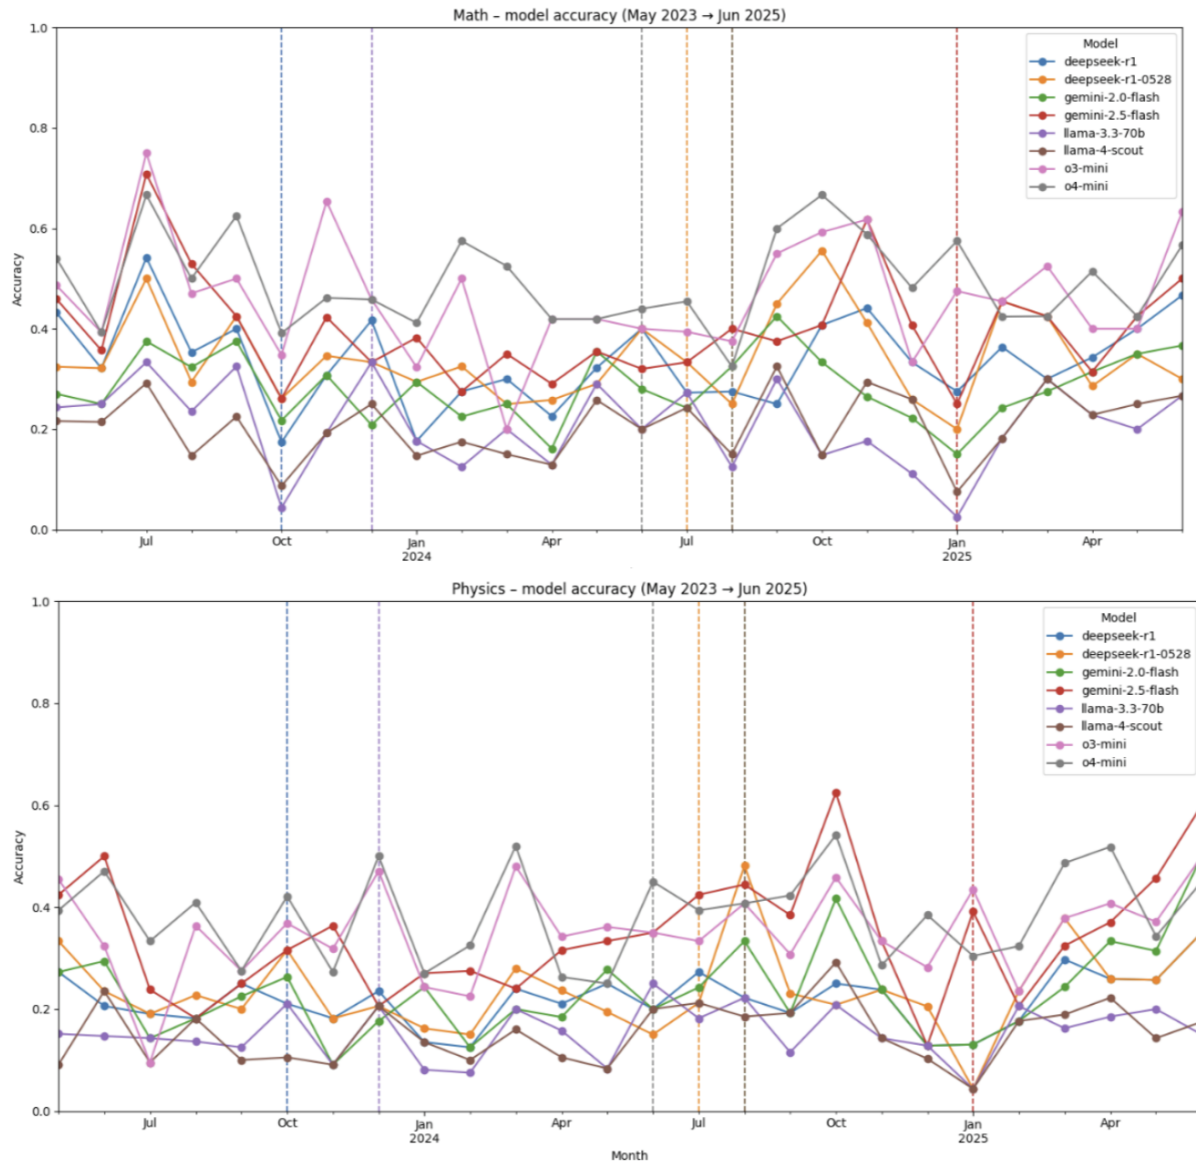 Math – model accuracy (May 2023 → Jun 2025)
1.0
0.8
0.6
0.4
0.2
0.0
Accuracy
Model
deepseek-r1
deepseek-r1-0528
gemini-2.0-flash
gemini-2.5-flash
llama-3.3-70b
llama-4-scout
o3-mini
o4-mini
Jul Oct Jan Apr Jul Oct Jan Apr
2024 2025
Physics – model accuracy (May 2023 → Jun 2025)
1.0
0.8
0.6
0.4
0.2
0.0
Accuracy
Model
deepseek-r1
deepseek-r1-0528
gemini-2.0-flash
gemini-2.5-flash
llama-3.3-70b
llama-4-scout
o3-mini
o4-mini
Jul Oct Jan Apr Jul Oct Jan Apr
2024 2025
Month